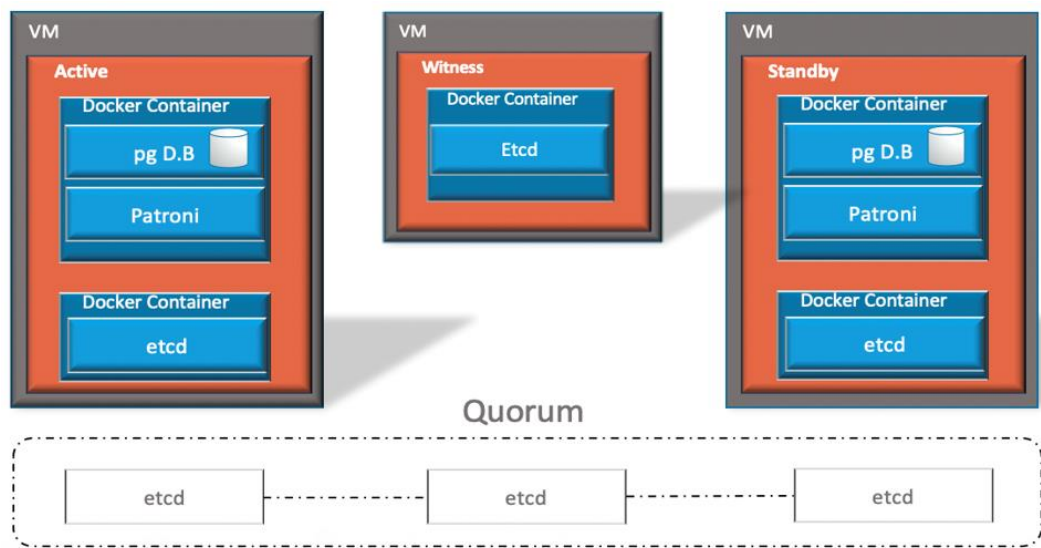 VM
Active
Docker Container
pg D.B
Patroni
Docker Container
etcd
VM
Witness
Docker Container
Etcd
VM
Standby
Docker Container
pg D.B
Patroni
Docker Container
etcd
Quorum
etcd
etcd
etcd